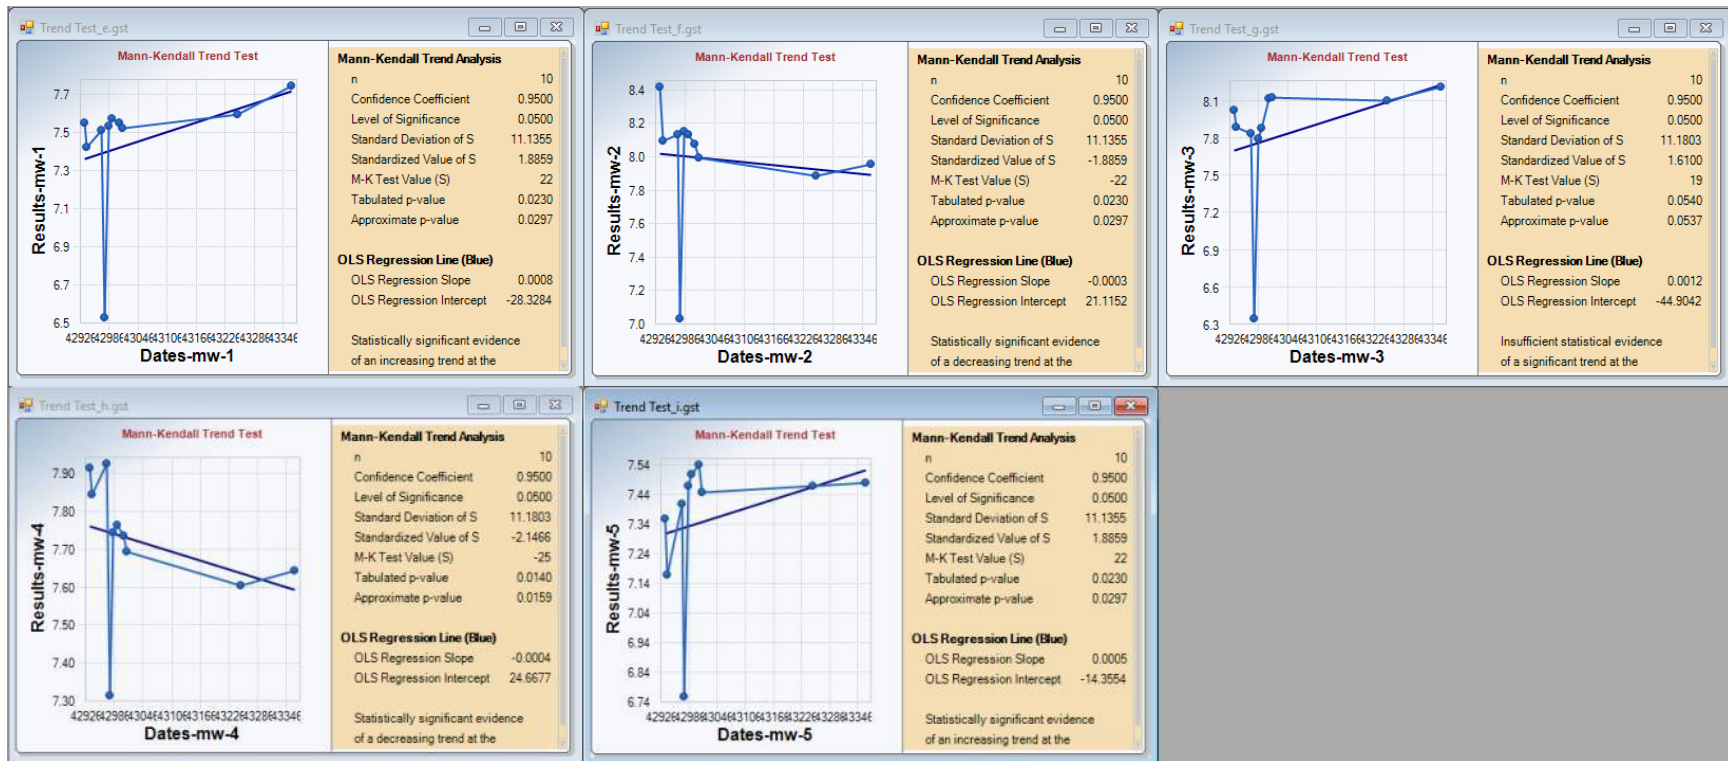 Trend Test_e.gst
Mann-Kendall Trend Test
7.7
7.5
7.3
7.1
6.9
6.7
6.5
Results-mw-1
Dates-mw-1
Mann-Kendall Trend Analysis
n 10
Confidence Coefficient 0.9500
Level of Significance 0.0500
Standard Deviation of S 11.1355
Standardized Value of S 1.8859
M-K Test Value (S) 22
Tabulated p-value 0.0230
Approximate p-value 0.0297
OLS Regression Line (Blue)
OLS Regression Slope 0.0008
OLS Regression Intercept -28.3284
Statistically significant evidence
of an increasing trend at the
Trend Test_f.gst
Mann-Kendall Trend Test
8.4
8.2
8.0
7.8
7.6
7.4
7.2
7.0
Results-mw-2
Dates-mw-2
Mann-Kendall Trend Analysis
n 10
Confidence Coefficient 0.9500
Level of Significance 0.0500
Standard Deviation of S 11.1355
Standardized Value of S -1.8859
M-K Test Value (S) -22
Tabulated p-value 0.0230
Approximate p-value 0.0297
OLS Regression Line (Blue)
OLS Regression Slope -0.0003
OLS Regression Intercept 21.1152
Statistically significant evidence
of a decreasing trend at the
Trend Test_g.gst
Mann-Kendall Trend Test
8.1
7.8
7.5
7.2
6.9
6.6
6.3
Results-mw-3
Dates-mw-3
Mann-Kendall Trend Analysis
n 10
Confidence Coefficient 0.9500
Level of Significance 0.0500
Standard Deviation of S 11.1803
Standardized Value of S 1.6100
M-K Test Value (S) 19
Tabulated p-value 0.0540
Approximate p-value 0.0537
OLS Regression Line (Blue)
OLS Regression Slope 0.0012
OLS Regression Intercept -44.9042
Insufficient statistical evidence
of a significant trend at the
Trend Test_h.gst
Mann-Kendall Trend Test
7.90
7.80
7.70
7.60
7.50
7.40
7.30
Results-mw-4
Dates-mw-4
Mann-Kendall Trend Analysis
n 10
Confidence Coefficient 0.9500
Level of Significance 0.0500
Standard Deviation of S 11.1803
Standardized Value of S -2.1466
M-K Test Value (S) -25
Tabulated p-value 0.0140
Approximate p-value 0.0159
OLS Regression Line (Blue)
OLS Regression Slope -0.0004
OLS Regression Intercept 24.6677
Statistically significant evidence
of a decreasing trend at the
Trend Test_i.gst
Mann-Kendall Trend Test
7.54
7.44
7.34
7.24
7.14
7.04
6.94
6.84
6.74
Results-mw-5
Dates-mw-5
Mann-Kendall Trend Analysis
n 10
Confidence Coefficient 0.9500
Level of Significance 0.0500
Standard Deviation of S 11.1355
Standardized Value of S 1.8859
M-K Test Value (S) 22
Tabulated p-value 0.0230
Approximate p-value 0.0297
OLS Regression Line (Blue)
OLS Regression Slope 0.0005
OLS Regression Intercept -14.3554
Statistically significant evidence
of an increasing trend at the